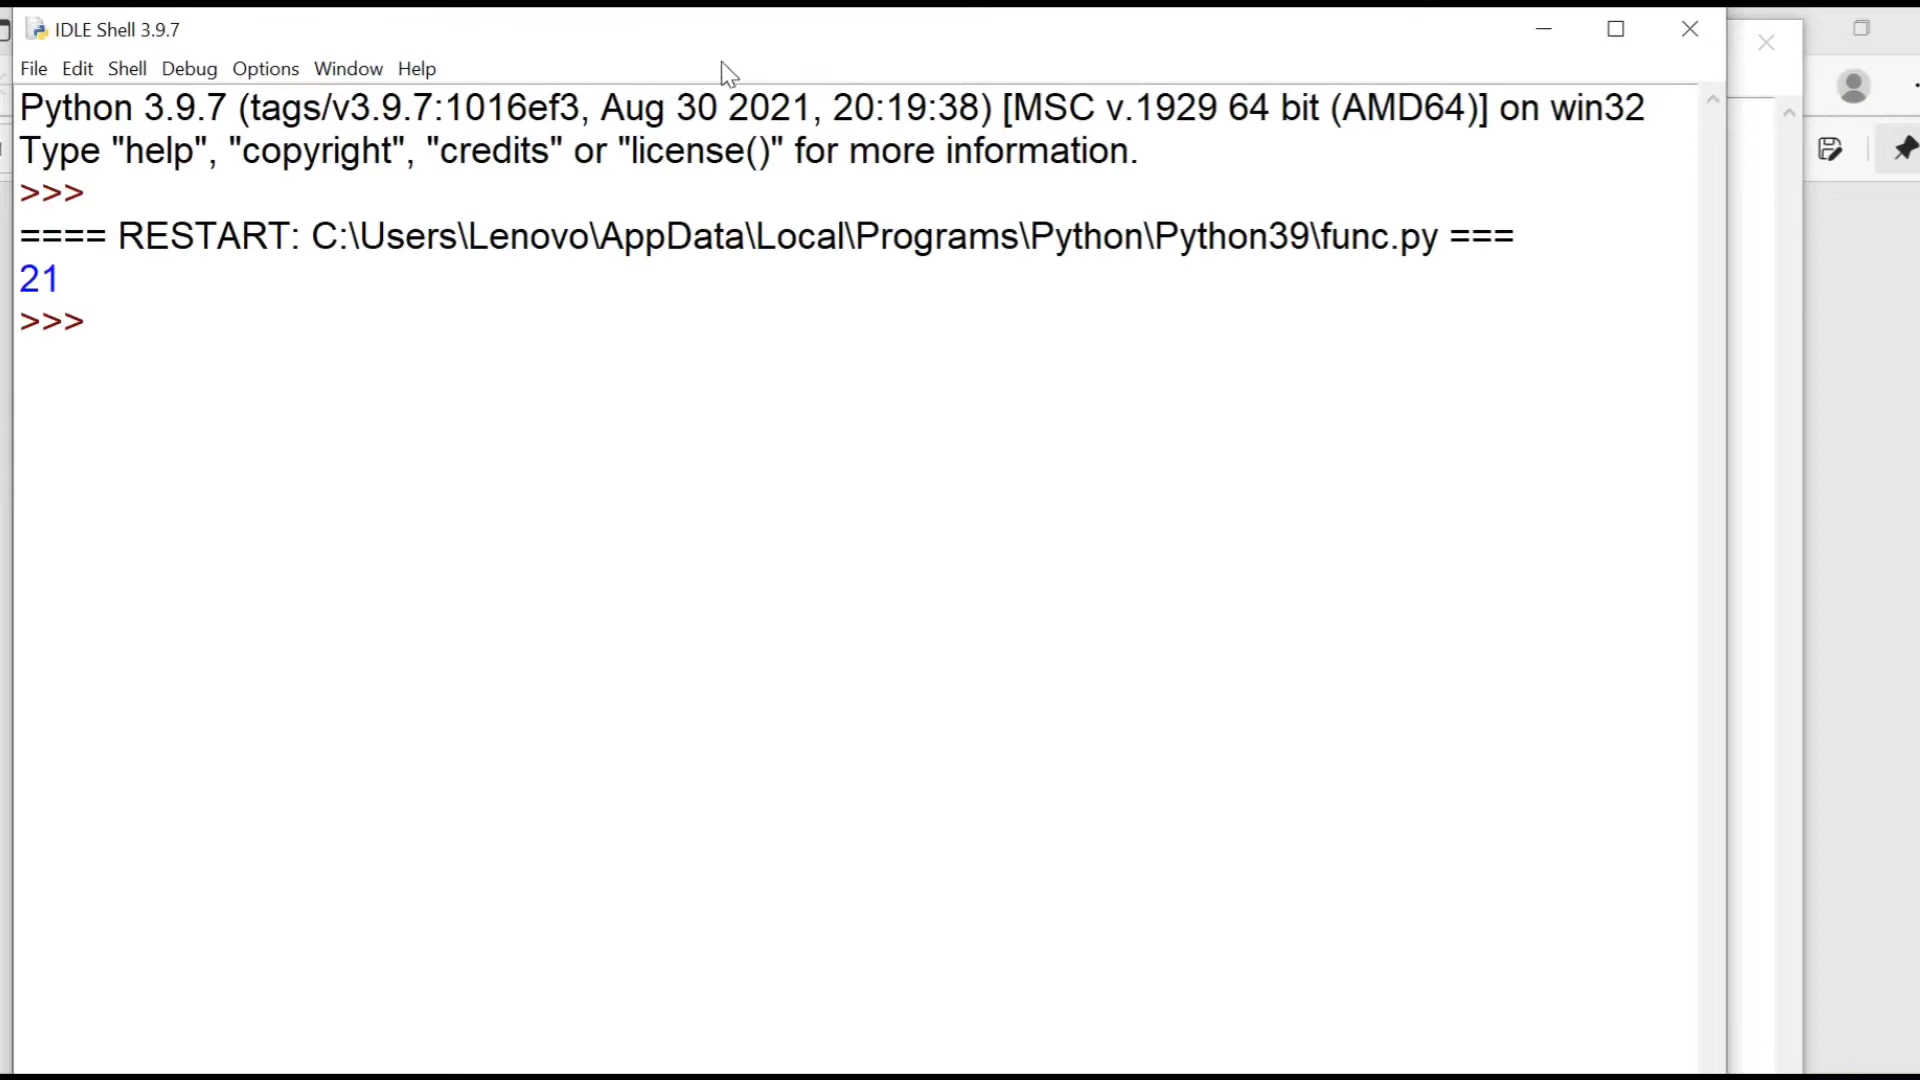 IDLE Shell 3.9.7
File Edit Shell Debug Options Window Help
Python 3.9.7 (tags/v3.9.7:1016ef3, Aug 30 2021, 20:19:38) [MSC v.1929 64 bit (AMD64)] on win32
Type "help", "copyright", "credits" or "license()" for more information.
>>>
==== RESTART: C:\Users\Lenovo\AppData\Local\Programs\Python\Python39\func.py ===
21
>>>